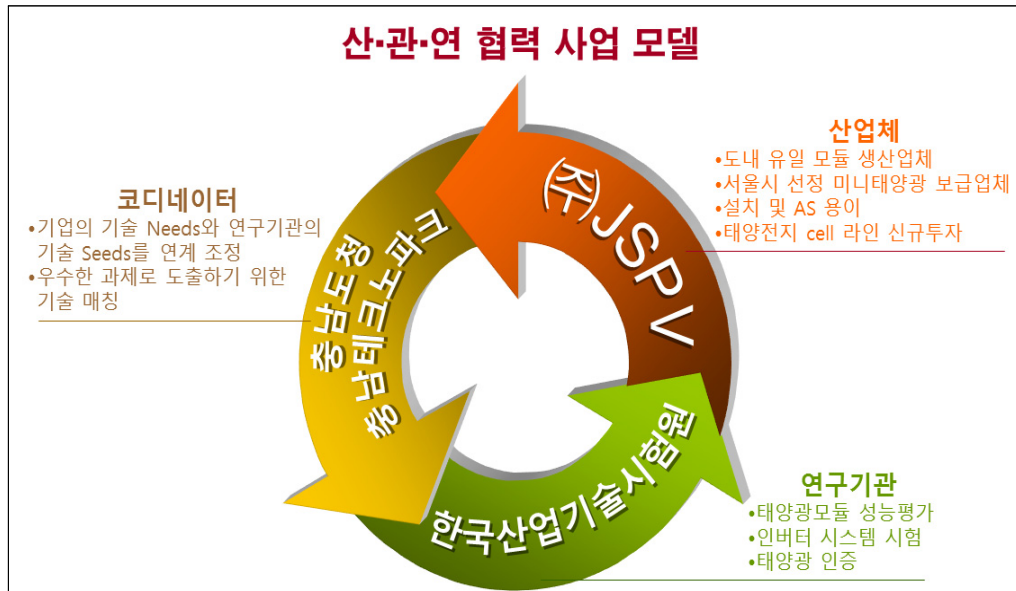 산·관·연 협력 사업 모델
산업체
•도내 유일 모듈 생산업체
•서울시 선정 미니태양광 보급업체
•설치 및 AS 용이
•태양전지 cell 라인 신규투자
코디네이터
•기업의 기술 Needs와 연구기관의
기술 Seeds를 연계 조정
•우수한 과제로 도출하기 위한
기술 매칭
㈜JSPV
충남도청
충남테크노파크
한국산업기술시험원
연구기관
•태양광모듈 성능평가
•인버터 시스템 시험
•태양광 인증